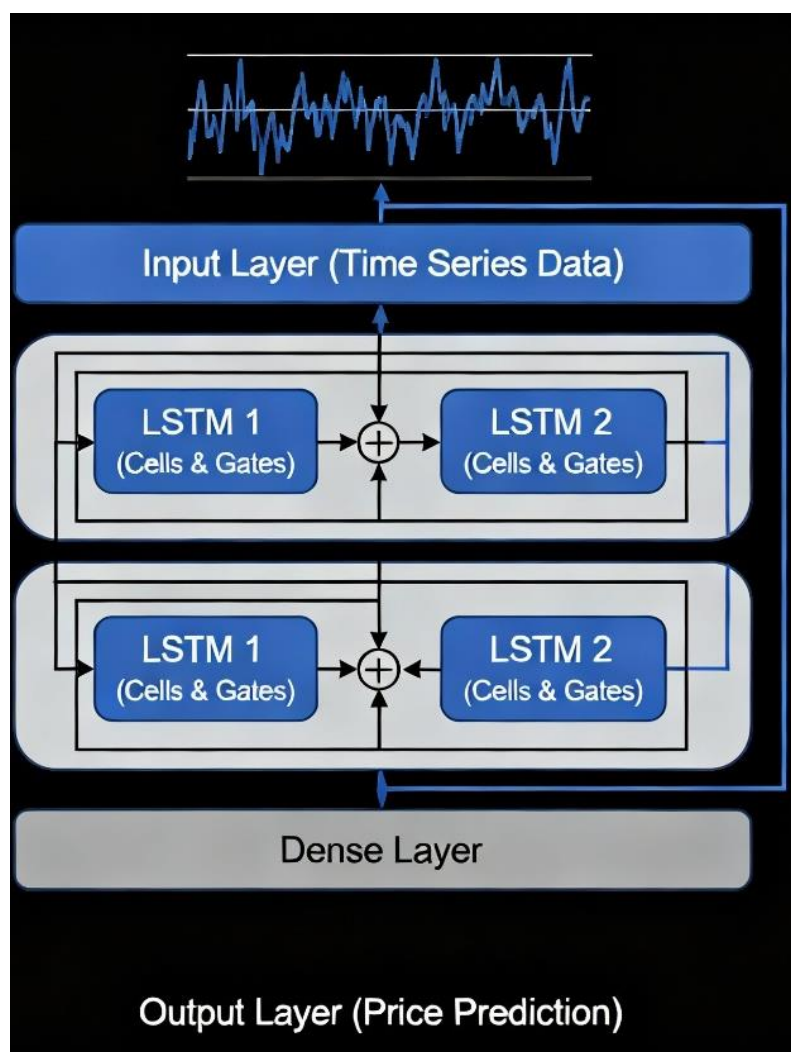 Input Layer (Time Series Data)
LSTM 1
(Cells & Gates)
LSTM 2
(Cells & Gates)
LSTM 1
(Cells & Gates)
LSTM 2
(Cells & Gates)
Dense Layer
Output Layer (Price Prediction)